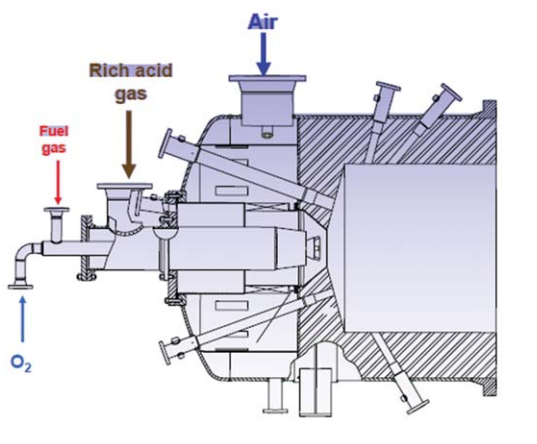 Air
Rich acid
gas
Fuel
gas
O₂